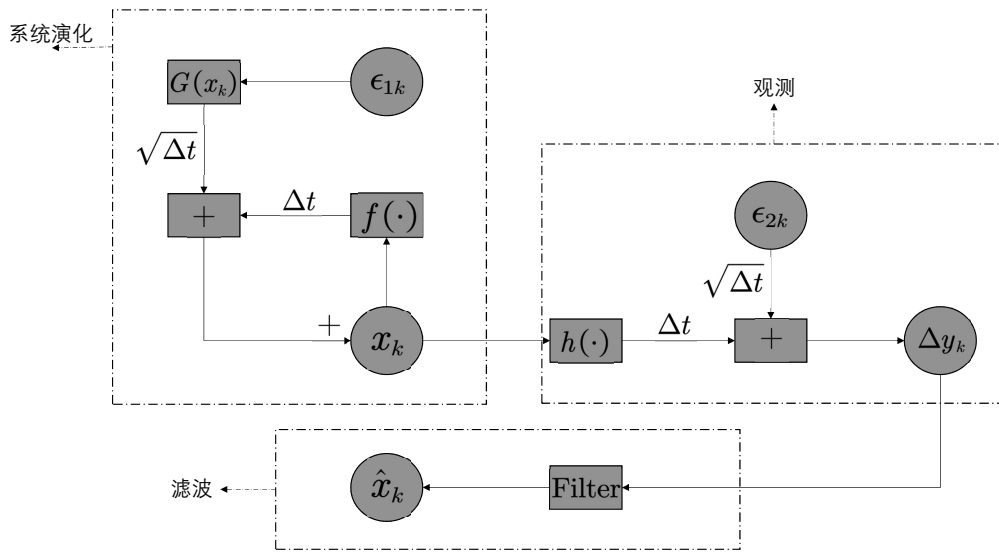 系统演化
G(x_k)
ϵ_{1k}
√Δt
+
Δt
f(·)
+
x_k
观测
ϵ_{2k}
√Δt
h(·)
Δt
+
Δy_k
滤波
x̂_k
Filter